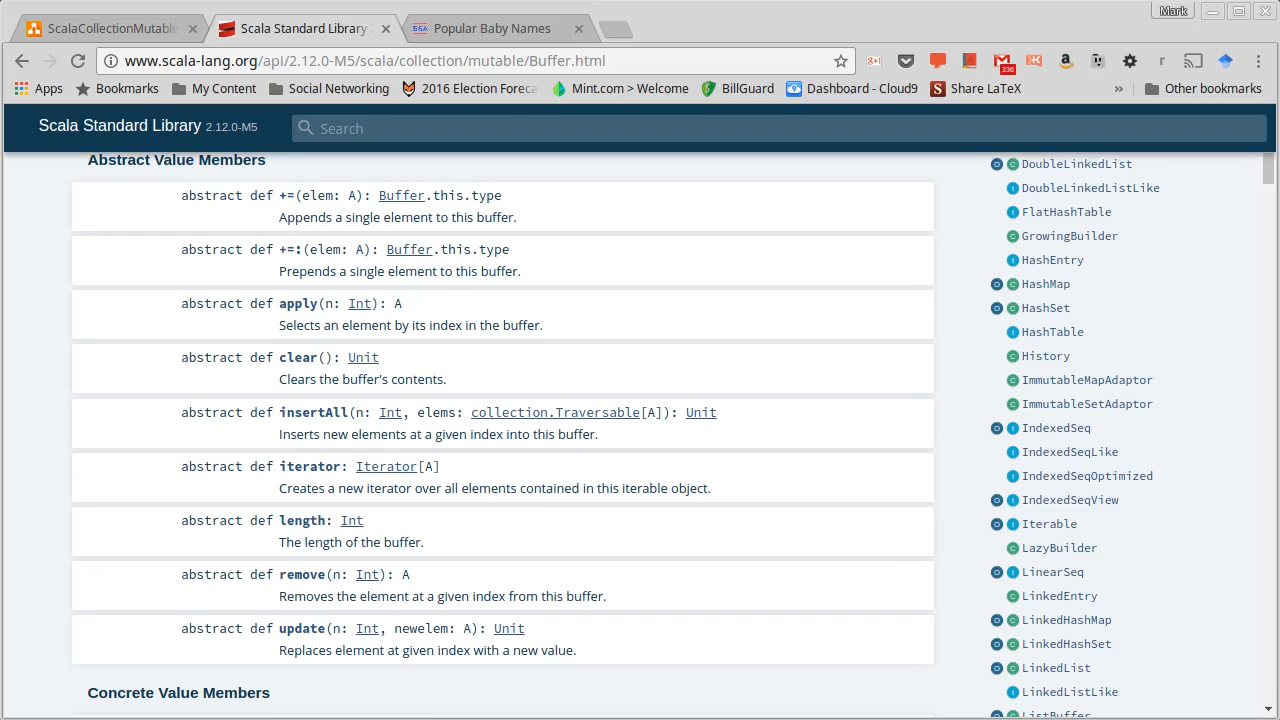 Mark
ScalaCollectionMutable
Scala Standard Library
Popular Baby Names
www.scala-lang.org/api/2.12.0-M5/scala/collection/mutable/Buffer.html
336
Apps Bookmarks My Content Social Networking 2016 Election Foreca Mint.com > Welcome BillGuard Dashboard - Cloud9 Share LaTeX » Other bookmarks
Scala Standard Library 2.12.0-M5 Search
Abstract Value Members
abstract def +=(elem: A): Buffer.this.type
Appends a single element to this buffer.
abstract def +=:(elem: A): Buffer.this.type
Prepends a single element to this buffer.
abstract def apply(n: Int): A
Selects an element by its index in the buffer.
abstract def clear(): Unit
Clears the buffer's contents.
abstract def insertAll(n: Int, elems: collection.Traversable[A]): Unit
Inserts new elements at a given index into this buffer.
abstract def iterator: Iterator[A]
Creates a new iterator over all elements contained in this iterable object.
abstract def length: Int
The length of the buffer.
abstract def remove(n: Int): A
Removes the element at a given index from this buffer.
abstract def update(n: Int, newelem: A): Unit
Replaces element at given index with a new value.
Concrete Value Members
DoubleLinkedList
DoubleLinkedListLike
FlatHashTable
GrowingBuilder
HashEntry
HashMap
HashSet
HashTable
History
ImmutableMapAdaptor
ImmutableSetAdaptor
IndexedSeq
IndexedSeqLike
IndexedSeqOptimized
IndexedSeqView
Iterable
LazyBuilder
LinearSeq
LinkedEntry
LinkedHashMap
LinkedHashSet
LinkedList
LinkedListLike
ListBuffer